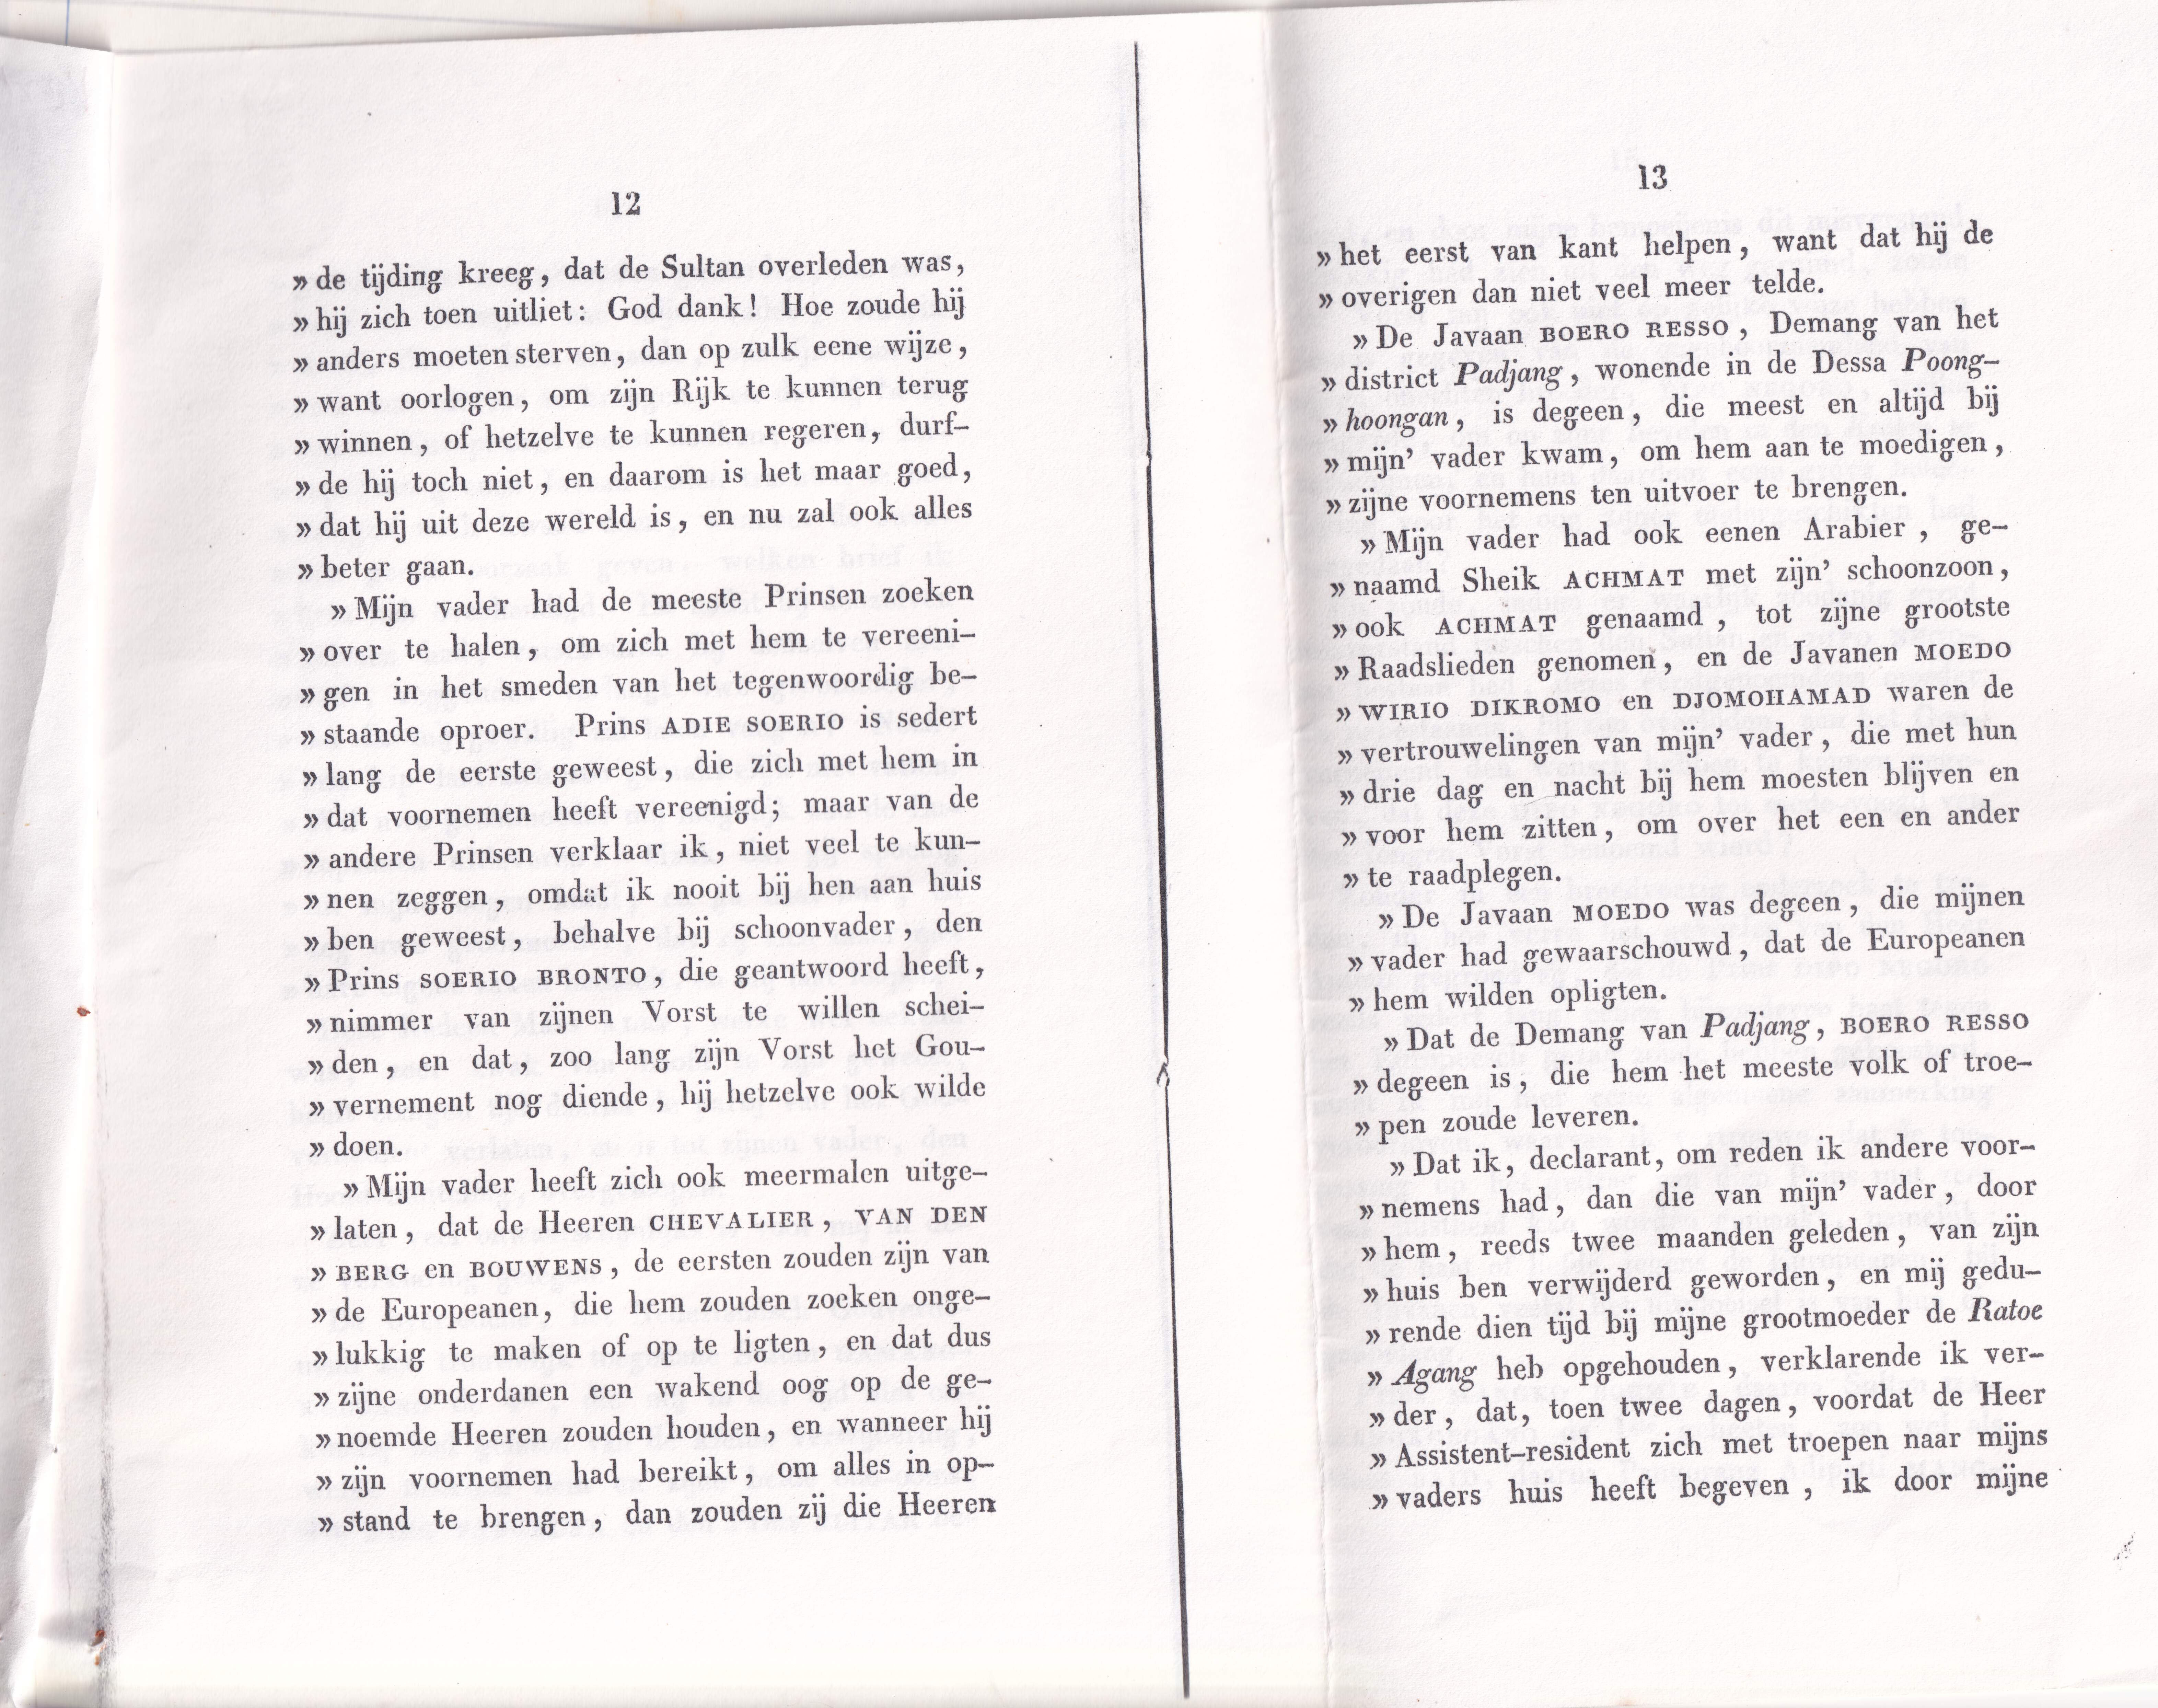 12
» de tijding kreeg, dat de Sultan overleden was,
» hij zich toen uitliet: God dank! Hoe zoude hij
» anders moeten sterven, dan op zulk eene wijze,
» want oorlogen, om zijn Rijk te kunnen terug
» winnen, of hetzelve te kunnen regeren, durf-
» de hij toch niet, en daarom is het maar goed,
» dat hij uit deze wereld is, en nu zal ook alles
» beter gaan.
» Mijn vader had de meeste Prinsen zoeken
» over te halen, om zich met hem te vereeni-
» gen in het smeden van het tegenwoordig be-
» staande oproer. Prins ADIE SOERIO is sedert
» lang de eerste geweest, die zich met hem in
» dat voornemen heeft vereenigd; maar van de
» andere Prinsen verklaar ik, niet veel te kun-
» nen zeggen, omdat ik nooit bij hen aan huis
» ben geweest, behalve bij schoonvader, den
» Prins SOERIO BRONTO, die geantwoord heeft,
» nimmer van zijnen Vorst te willen schei-
» den, en dat, zoo lang zijn Vorst het Gou-
» vernement nog diende, hij hetzelve ook wilde
» doen.
» Mijn vader heeft zich ook meermalen uitge-
» laten, dat de Heeren CHEVALIER, VAN DEN
» BERG en BOUWENS, de eersten zouden zijn van
» de Europeanen, die hem zouden zoeken onge-
» lukkig te maken of op te ligten, en dat dus
» zijne onderdanen een wakend oog op de ge-
» noemde Heeren zouden houden, en wanneer hij
» zijn voornemen had bereikt, om alles in op-
» stand te brengen, dan zouden zij die Heeren
13
» het eerst van kant helpen, want dat hij de
» overigen dan niet veel meer telde.
» De Javaan BOERO RESSO, Demang van het
» district Padjang, wonende in de Dessa Poong-
» hoongan, is degeen, die meest en altijd bij
» mijn' vader kwam, om hem aan te moedigen,
» zijne voornemens ten uitvoer te brengen.
» Mijn vader had ook eenen Arabier, ge-
» naamd Sheik ACHMAT met zijn' schoonzoon,
» ook ACHMAT genaamd, tot zijne grootste
» Raadslieden genomen, en de Javanen MOEDO
» WIRIO DIKROMO en DJOMOHAMAD waren de
» vertrouwelingen van mijn' vader, die met hun
» drie dag en nacht bij hem moesten blijven en
» voor hem zitten, om over het een en ander
» te raadplegen.
» De Javaan MOEDO was degeen, die mijnen
» vader had gewaarschouwd, dat de Europeanen
» hem wilden opligten.
» Dat de Demang van Padjang, BOERO RESSO
» degeen is, die hem het meeste volk of troe-
» pen zoude leveren.
» Dat ik, declarant, om reden ik andere voor-
» nemens had, dan die van mijn' vader, door
» hem, reeds twee maanden geleden, van zijn
» huis ben verwijderd geworden, en mij gedu-
» rende dien tijd bij mijne grootmoeder de Ratoe
» Agang heb opgehouden, verklarende ik ver-
» der, dat, toen twee dagen, voordat de Heer
» Assistent-resident zich met troepen naar mijns
» vaders huis heeft begeven, ik door mijne